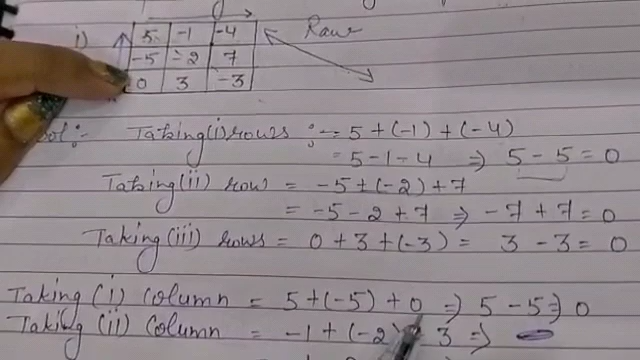 i) 5 -1 -4 Raw
-5 -2 7
0 3 -3
Sol:- Taking(i) rows :- = 5 + (-1) + (-4)
= 5 - 1 - 4 ⇒ 5 - 5 = 0
Taking(ii) row = -5 + (-2) + 7
= -5 - 2 + 7 ⇒ -7 + 7 = 0
Taking(iii) rows = 0 + 3 + (-3) = 3 - 3 = 0
Taking (i) Column = 5 + (-5) + 0 ⇒ 5 - 5 ⇒ 0
Taking (ii) Column = -1 + (-2) + 3 ⇒